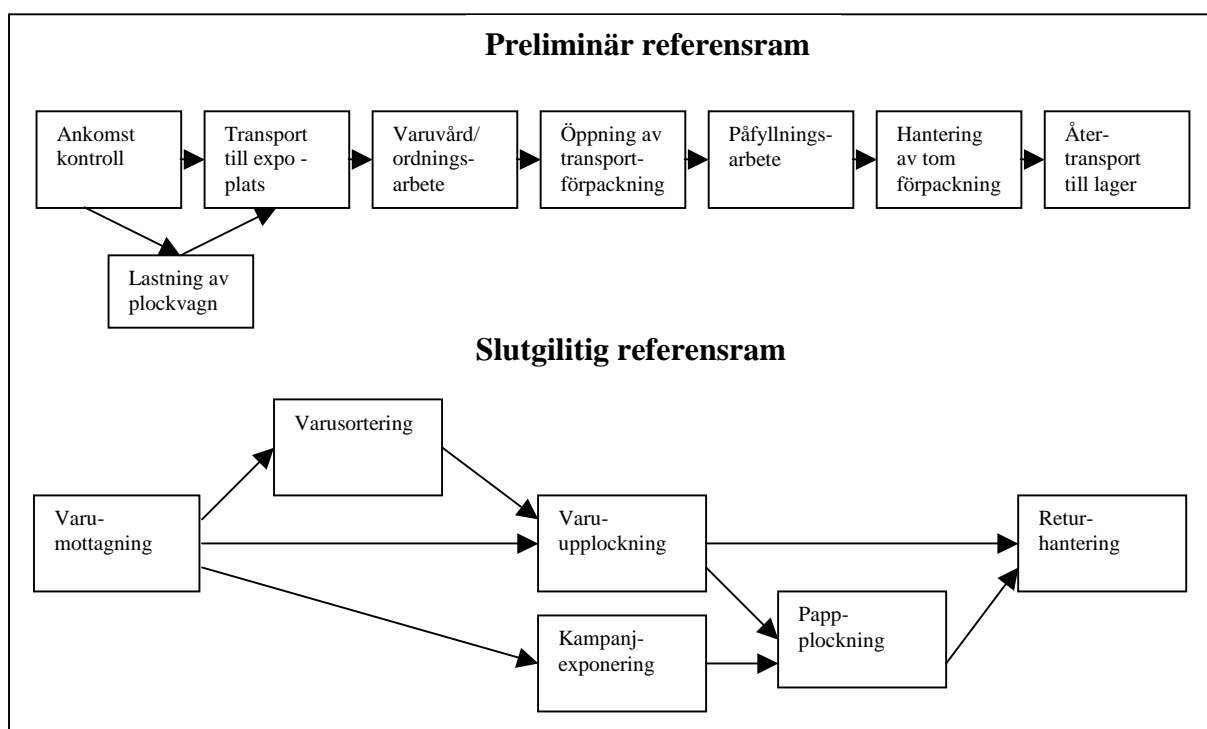 Preliminär referensram
Ankomst
kontroll
Transport
till expo -
plats
Varuvård/
ordnings-
arbete
Öppning av
transport-
förpackning
Påfyllnings-
arbete
Hantering
av tom
förpackning
Åter-
transport
till lager
Lastning av
plockvagn
Slutgilitig referensram
Varusortering
Varu-
mottagning
Varu-
upplockning
Retur-
hantering
Kampanj-
exponering
Papp-
plockning